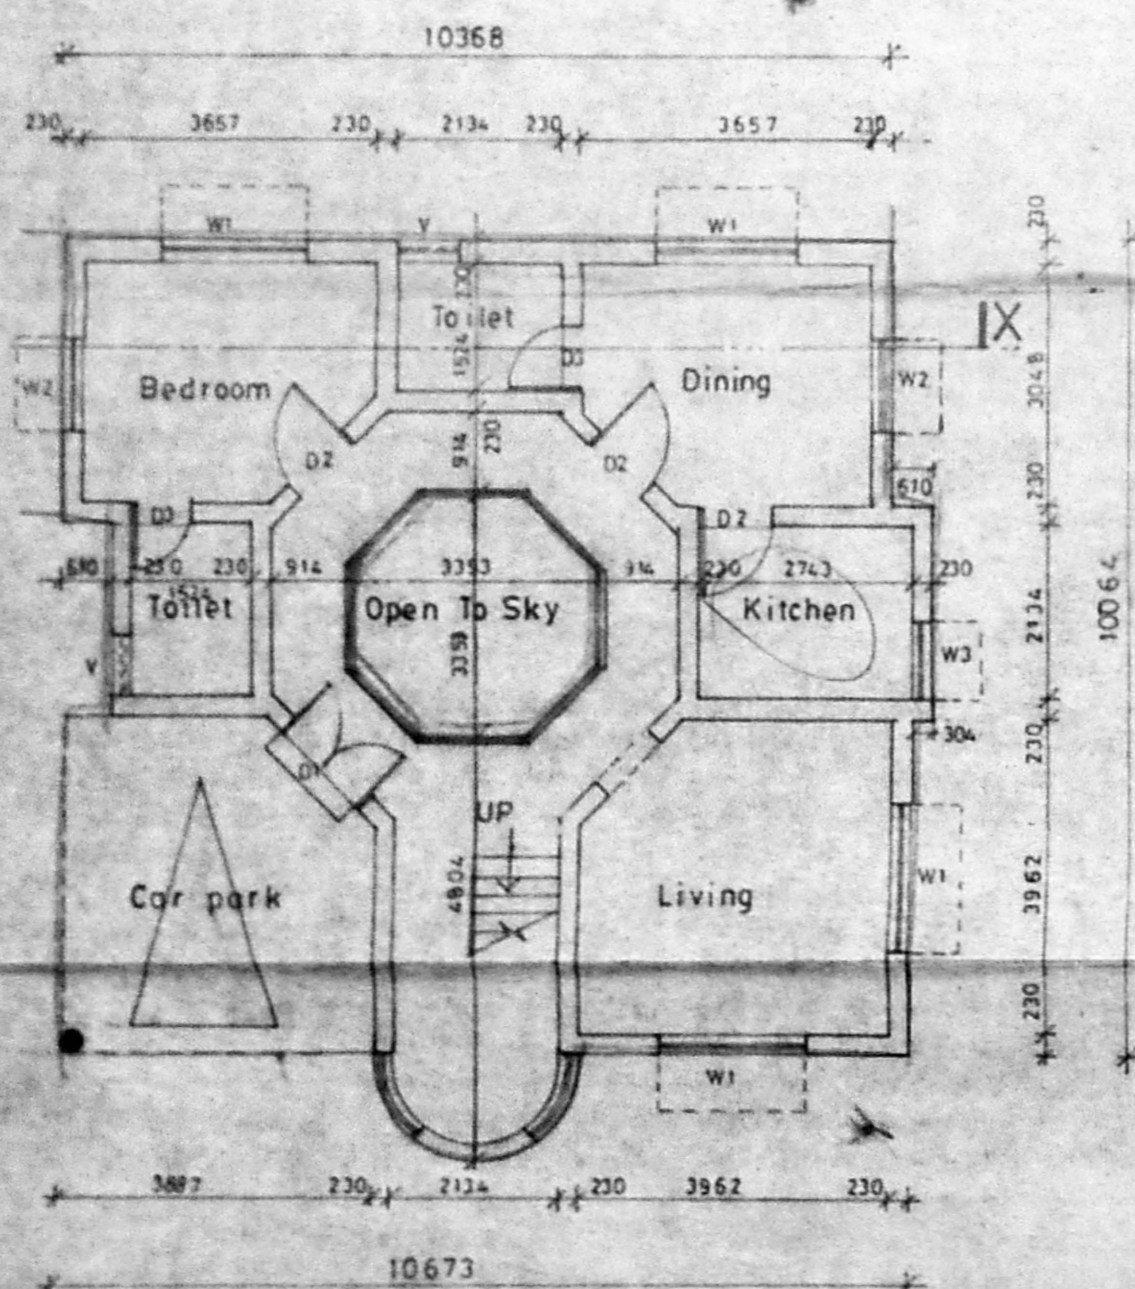 10368
230 3657 230 2134 230 3657 230
W1 V W1
230
230
Toilet
IX
1524
D3
W2 Bedroom Dining W2
3048
914 230
D2 D2
230
610
D3 D2
610 230 230 914 3353 914 230 2743 230
1524
Toilet Open To Sky Kitchen
2134
10064
V
3353
W3
304
230
D1
UP
4804
Car park Living W1
3962
230
W1
3887 230 2134 230 3962 230
10673